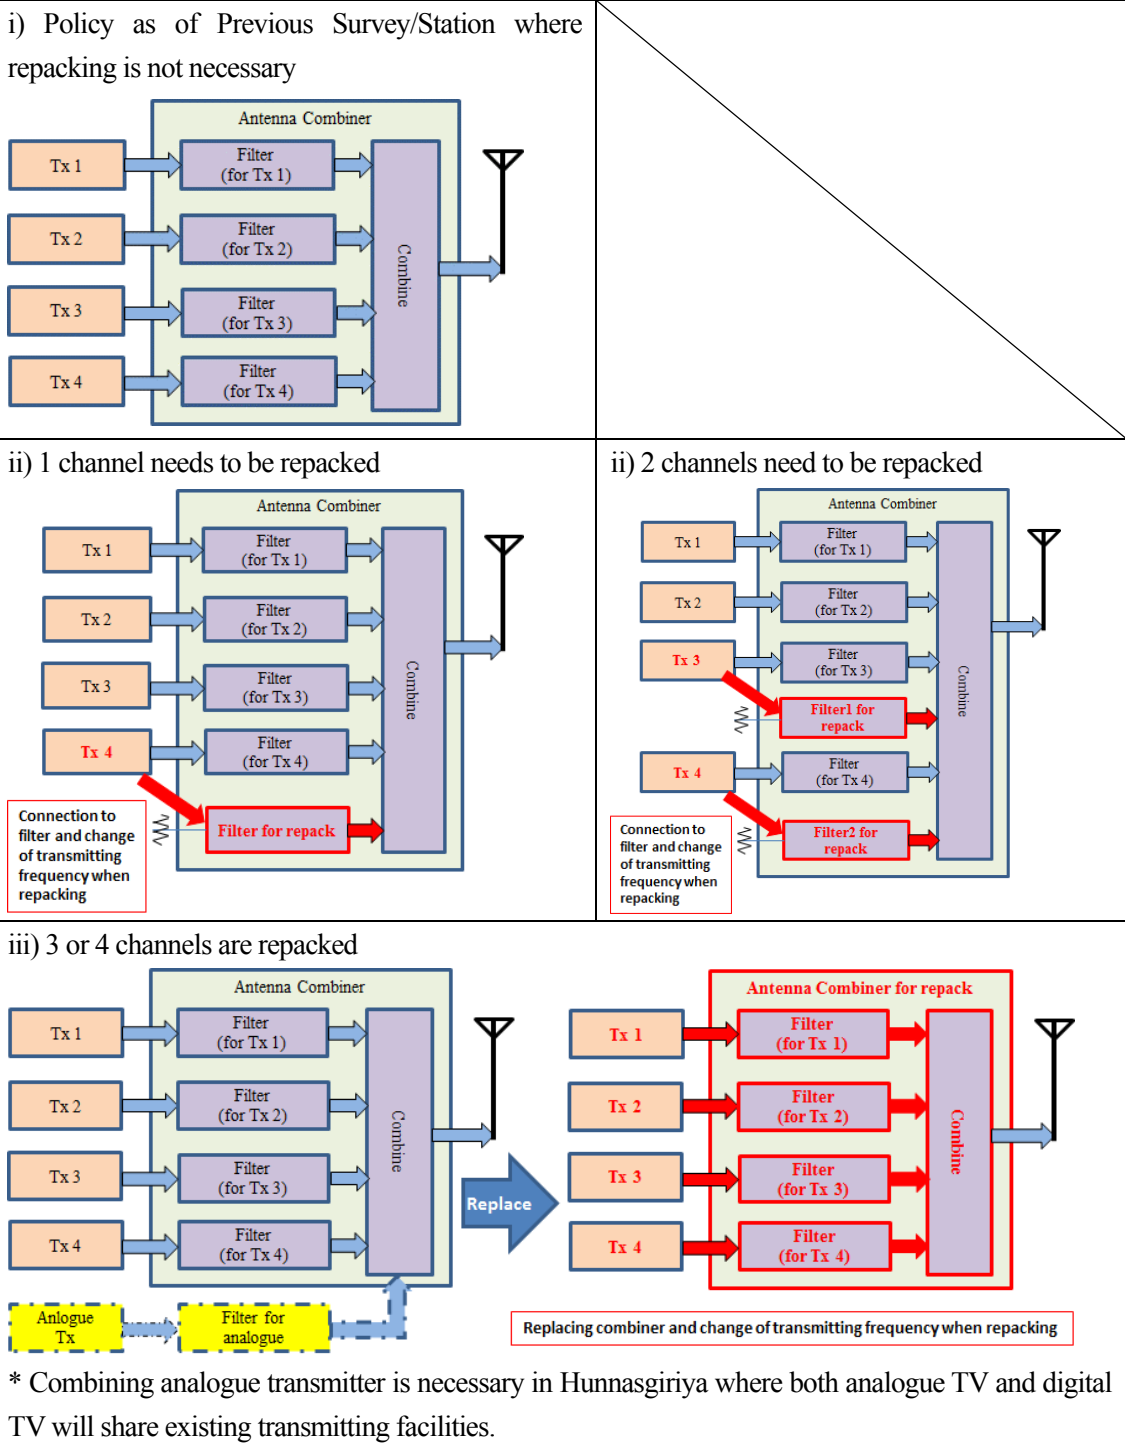 i) Policy as of Previous Survey/Station where
repacking is not necessary
Antenna Combiner
Tx 1
Filter
(for Tx 1)
Tx 2
Filter
(for Tx 2)
Tx 3
Filter
(for Tx 3)
Tx 4
Filter
(for Tx 4)
Combine
ii) 1 channel needs to be repacked
Antenna Combiner
Tx 1
Filter
(for Tx 1)
Tx 2
Filter
(for Tx 2)
Tx 3
Filter
(for Tx 3)
Tx 4
Filter
(for Tx 4)
Combine
Filter for repack
Connection to
filter and change
of transmitting
frequency when
repacking
ii) 2 channels need to be repacked
Antenna Combiner
Tx 1
Filter
(for Tx 1)
Tx 2
Filter
(for Tx 2)
Tx 3
Filter
(for Tx 3)
Filter1 for
repack
Tx 4
Filter
(for Tx 4)
Filter2 for
repack
Combine
Connection to
filter and change
of transmitting
frequency when
repacking
iii) 3 or 4 channels are repacked
Antenna Combiner
Tx 1
Filter
(for Tx 1)
Tx 2
Filter
(for Tx 2)
Tx 3
Filter
(for Tx 3)
Tx 4
Filter
(for Tx 4)
Combine
Anlogue
Tx
Filter for
analogue
Replace
Antenna Combiner for repack
Tx 1
Filter
(for Tx 1)
Tx 2
Filter
(for Tx 2)
Tx 3
Filter
(for Tx 3)
Tx 4
Filter
(for Tx 4)
Combine
Replacing combiner and change of transmitting frequency when repacking
* Combining analogue transmitter is necessary in Hunnasgiriya where both analogue TV and digital
TV will share existing transmitting facilities.